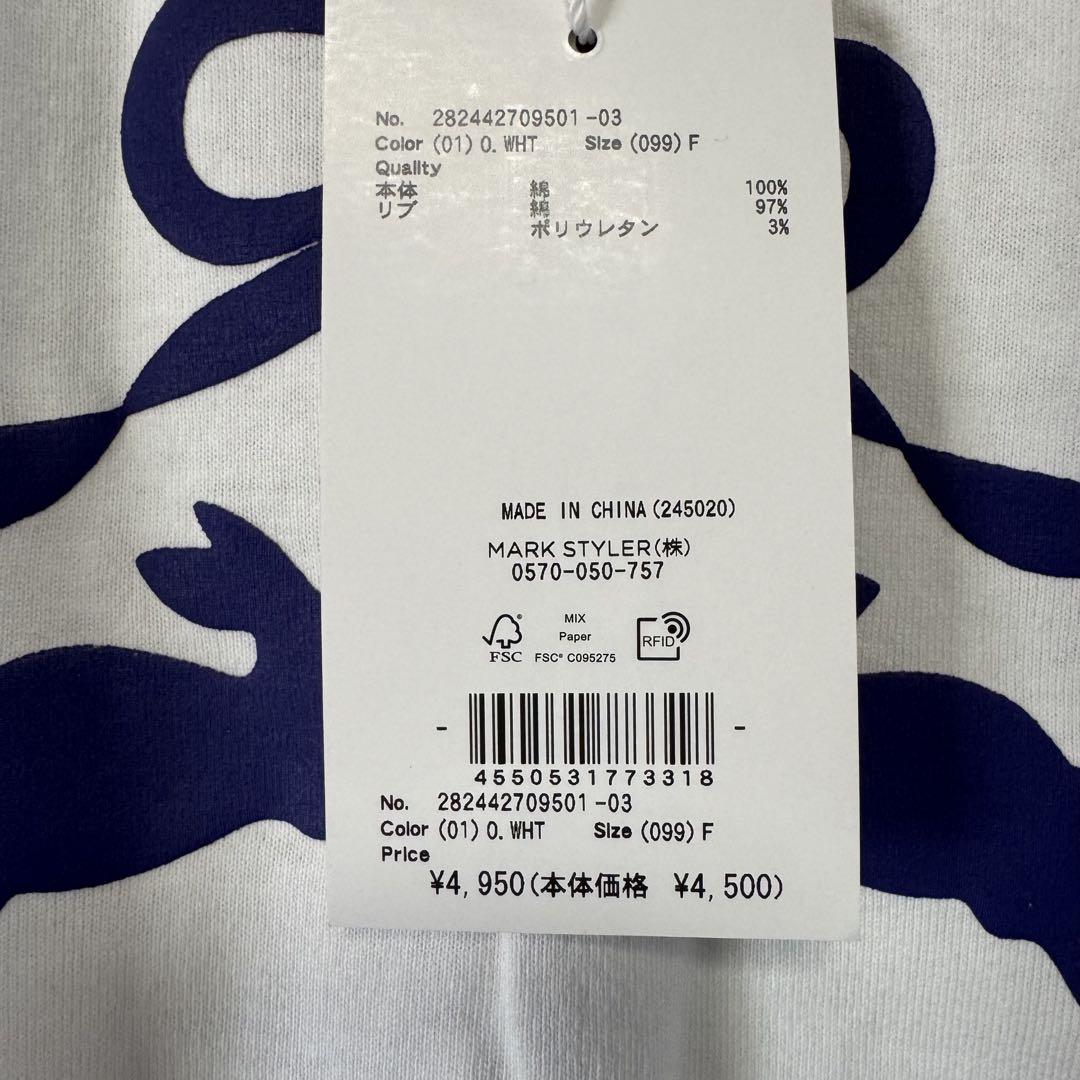 No. 282442709501-03
Color (01) O. WHT Size (099) F
Quality
本体 綿 100%
リブ 綿 97%
ポリウレタン 3%
MADE IN CHINA (245020)
MARK STYLER(株)
0570-050-757
FSC
MIX
Paper
FSC® C095275
RFID
4550531773318
No. 282442709501-03
Color (01) O. WHT Size (099) F
Price
¥4,950(本体価格 ¥4,500)